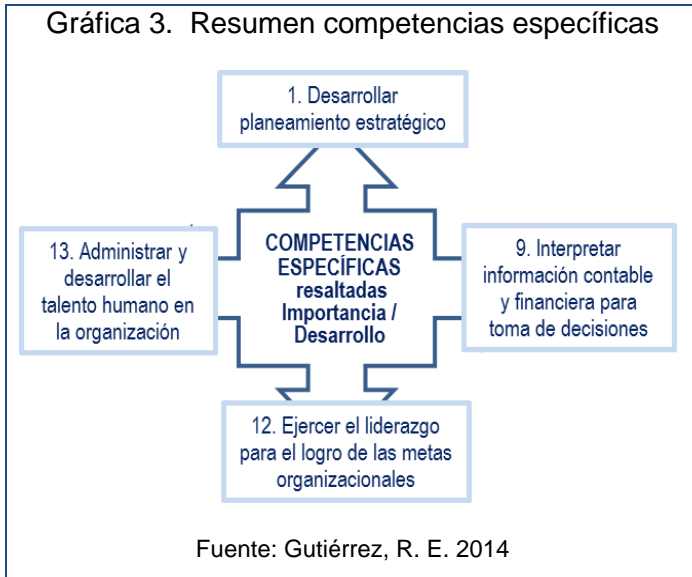 Gráfica 3. Resumen competencias específicas
1. Desarrollar
planeamiento estratégico
13. Administrar y
desarrollar el
talento humano en
la organización
COMPETENCIAS
ESPECÍFICAS
resaltadas
Importancia /
Desarrollo
9. Interpretar
información contable
y financiera para
toma de decisiones
12. Ejercer el liderazgo
para el logro de las metas
organizacionales
Fuente: Gutiérrez, R. E. 2014